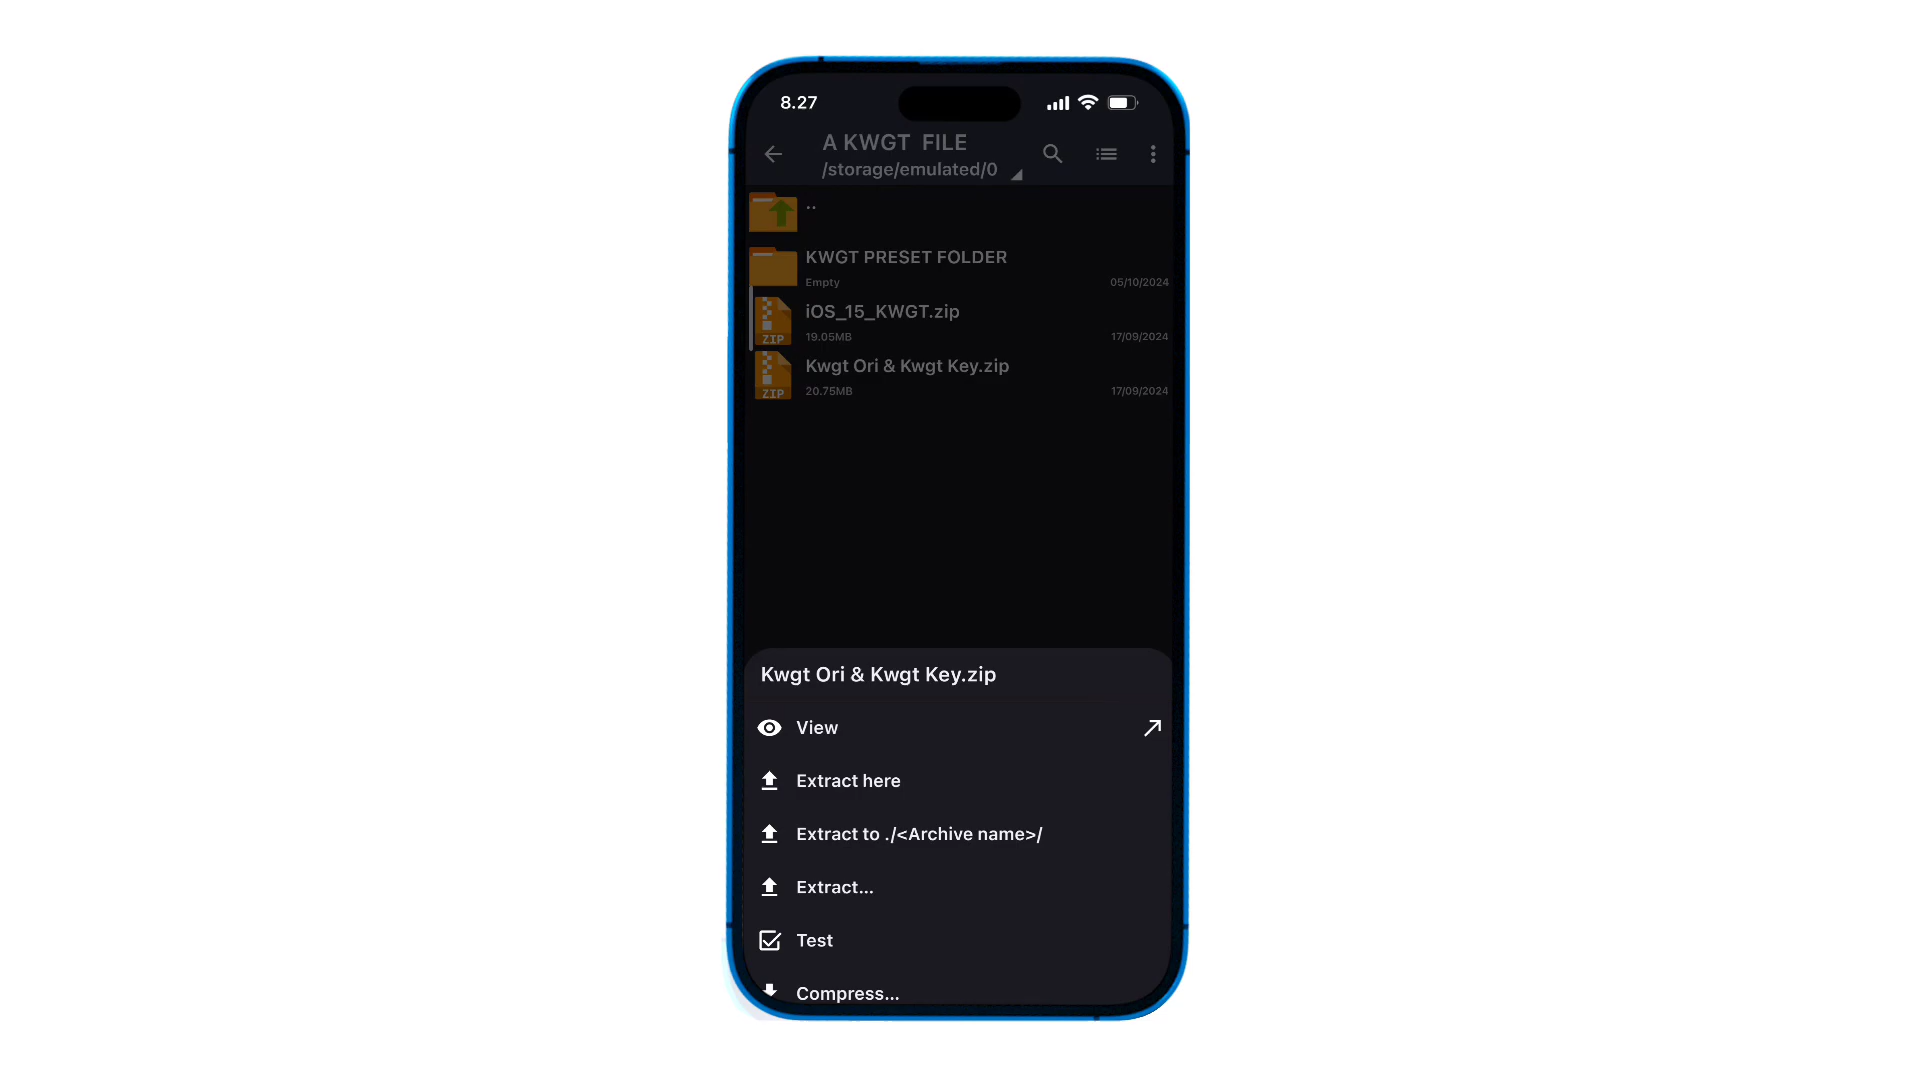 8.27
A KWGT FILE
/storage/emulated/0
..
KWGT PRESET FOLDER
Empty
05/10/2024
iOS_15_KWGT.zip
19.05MB
17/09/2024
ZIP
Kwgt Ori & Kwgt Key.zip
20.75MB
17/09/2024
ZIP
Kwgt Ori & Kwgt Key.zip
View
Extract here
Extract to ./<Archive name>/
Extract...
Test
Compress...